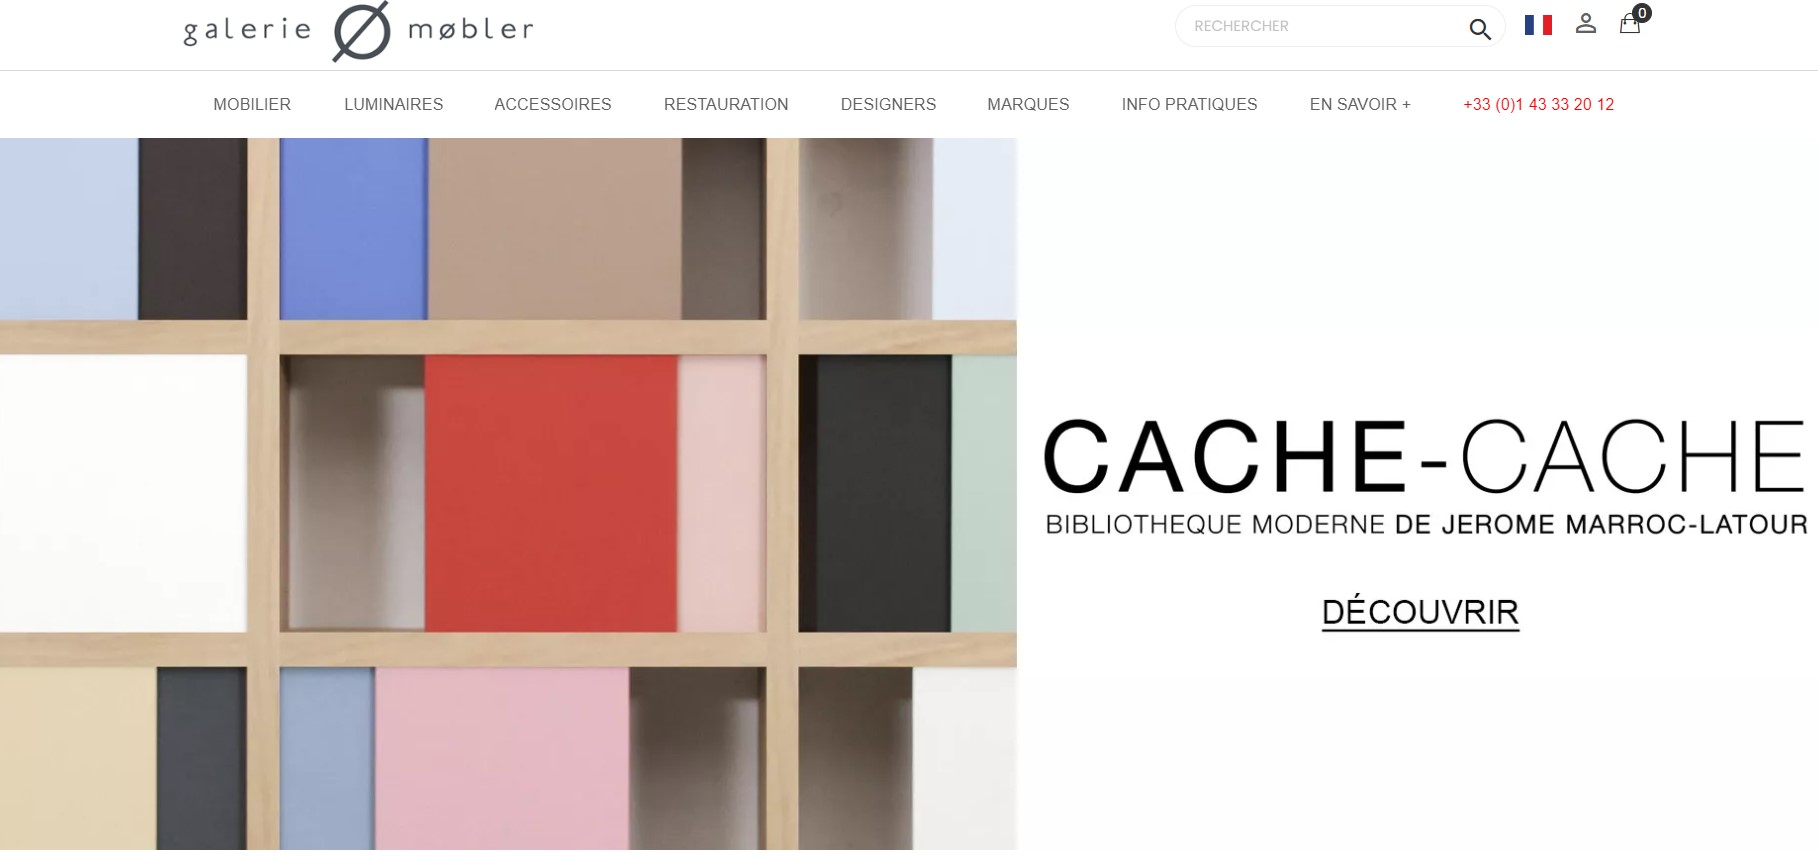 galerie møbler
RECHERCHER
0
MOBILIER LUMINAIRES ACCESSOIRES RESTAURATION DESIGNERS MARQUES INFO PRATIQUES EN SAVOIR + +33 (0)1 43 33 20 12
CACHE-CACHE
BIBLIOTHEQUE MODERNE DE JEROME MARROC-LATOUR
DÉCOUVRIR